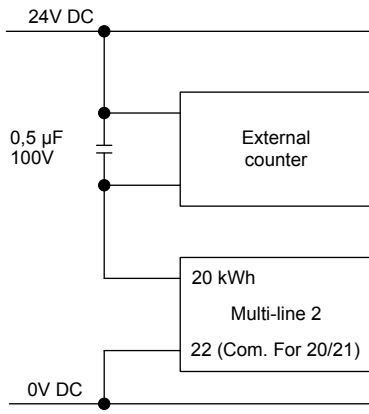 24V DC
0,5 µF
100V
External
counter
20 kWh
Multi-line 2
22 (Com. For 20/21)
0V DC